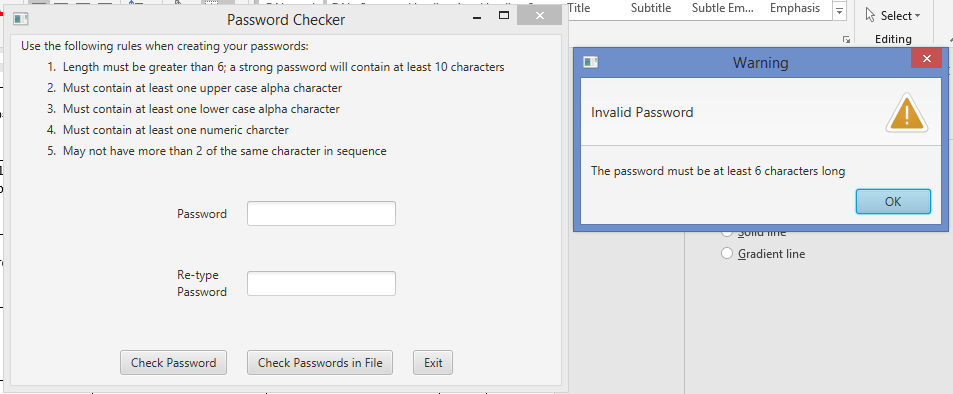 Title Subtitle Subtle Em... Emphasis
Select
Editing
Password Checker
Use the following rules when creating your passwords:
1. Length must be greater than 6; a strong password will contain at least 10 characters
2. Must contain at least one upper case alpha character
3. Must contain at least one lower case alpha character
4. Must contain at least one numeric charcter
5. May not have more than 2 of the same character in sequence
Password
Re-type
Password
Check Password Check Passwords in File Exit
Warning
Invalid Password
The password must be at least 6 characters long
OK
Solid line
Gradient line